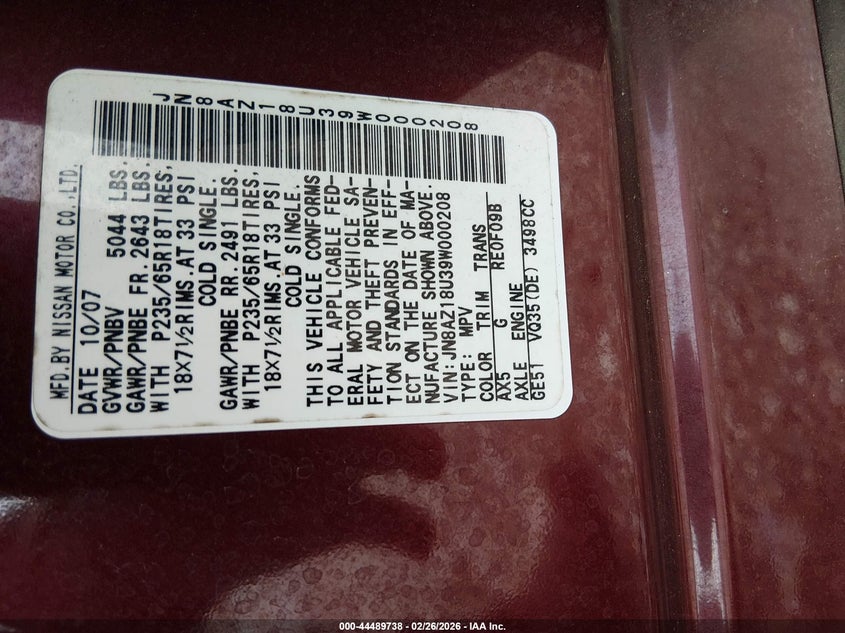 MFD.BY NISSAN MOTOR CO.,LTD.
DATE 10/07
GVWR/PNBV 5044 LBS.
GAWR/PNBE FR. 2643 LBS.
WITH P235/65R18TIRES,
18X7 1/2RIMS.AT 33 PSI
COLD SINGLE.
GAWR/PNBE RR. 2491 LBS.
WITH P235/65R18TIRES,
18X7 1/2RIMS.AT 33 PSI
COLD SINGLE.
THIS VEHICLE CONFORMS
TO ALL APPLICABLE FED-
ERAL MOTOR VEHICLE SA-
FETY AND THEFT PREVEN-
TION STANDARDS IN EFF-
ECT ON THE DATE OF MA-
NUFACTURE SHOWN ABOVE.
VIN: JN8AZ18U39W000208
TYPE: MPV
COLOR TRIM TRANS
AX5 G RE0F09B
AXLE ENGINE
GE51 VQ35(DE) 3498CC
JN8AZ18U39W000208
000-44489738 - 02/26/2026 - IAA Inc.